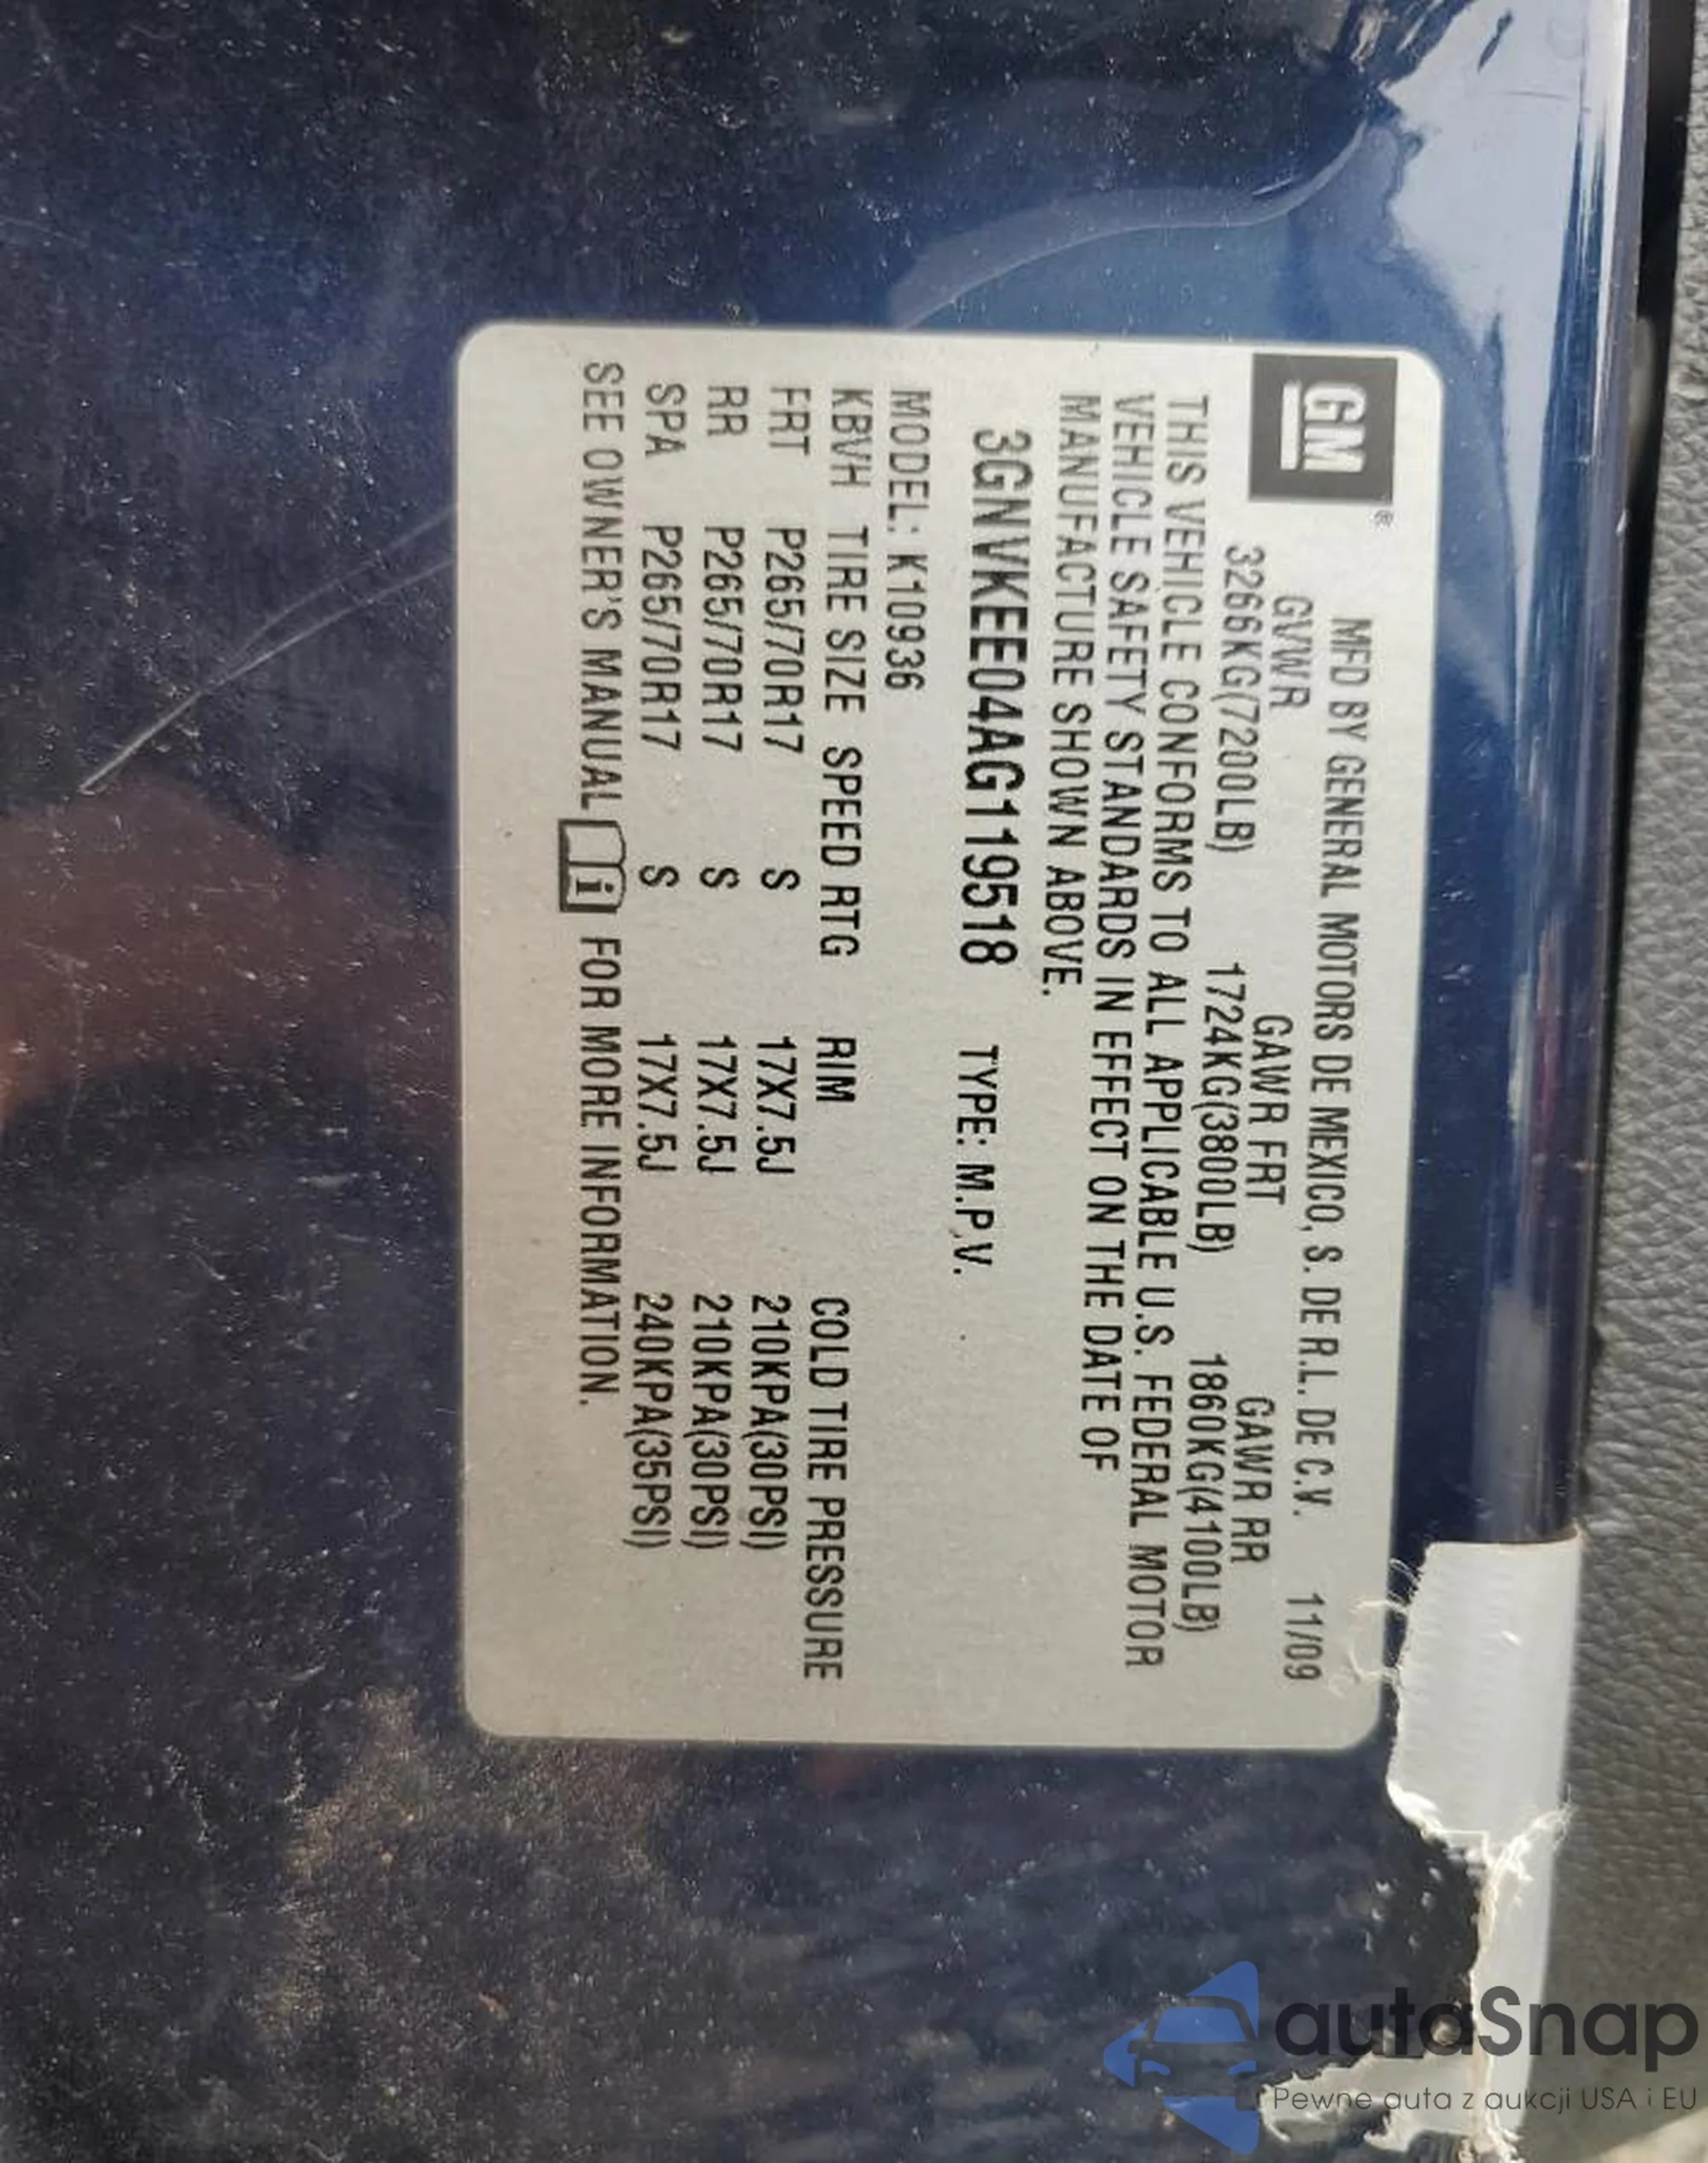 GM®
MFD BY GENERAL MOTORS DE MEXICO, S. DE R.L. DE C.V. 11/09
GVWR GAWR FRT GAWR RR
3266KG(7200LB) 1724KG(3800LB) 1860KG(4100LB)
THIS VEHICLE CONFORMS TO ALL APPLICABLE U.S. FEDERAL MOTOR
VEHICLE SAFETY STANDARDS IN EFFECT ON THE DATE OF
MANUFACTURE SHOWN ABOVE.
3GNVKEE04AG119518 TYPE: M.P.V.
MODEL: K10936
KBVH TIRE SIZE SPEED RTG RIM COLD TIRE PRESSURE
FRT P265/70R17 S 17X7.5J 210KPA(30PSI)
RR P265/70R17 S 17X7.5J 210KPA(30PSI)
SPA P265/70R17 S 17X7.5J 240KPA(35PSI)
SEE OWNER'S MANUAL i FOR MORE INFORMATION.
autaSnap
Pewne auta z aukcji USA i EU